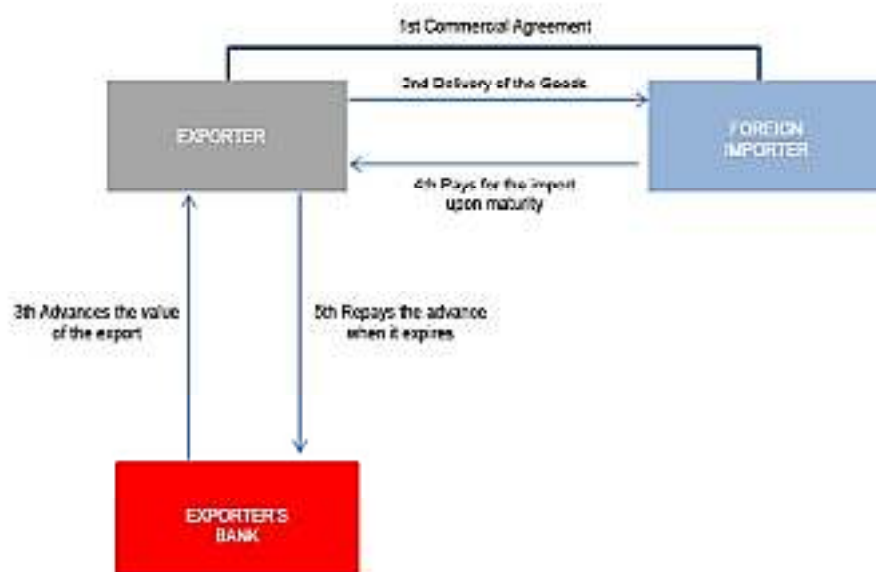 1st Commercial Agreement
2nd Delivery of the Goods
EXPORTER
FOREIGN
IMPORTER
4th Pays for the import
upon maturity
3th Advances the value
of the export
5th Repays the advance
when it expires
EXPORTER'S
BANK